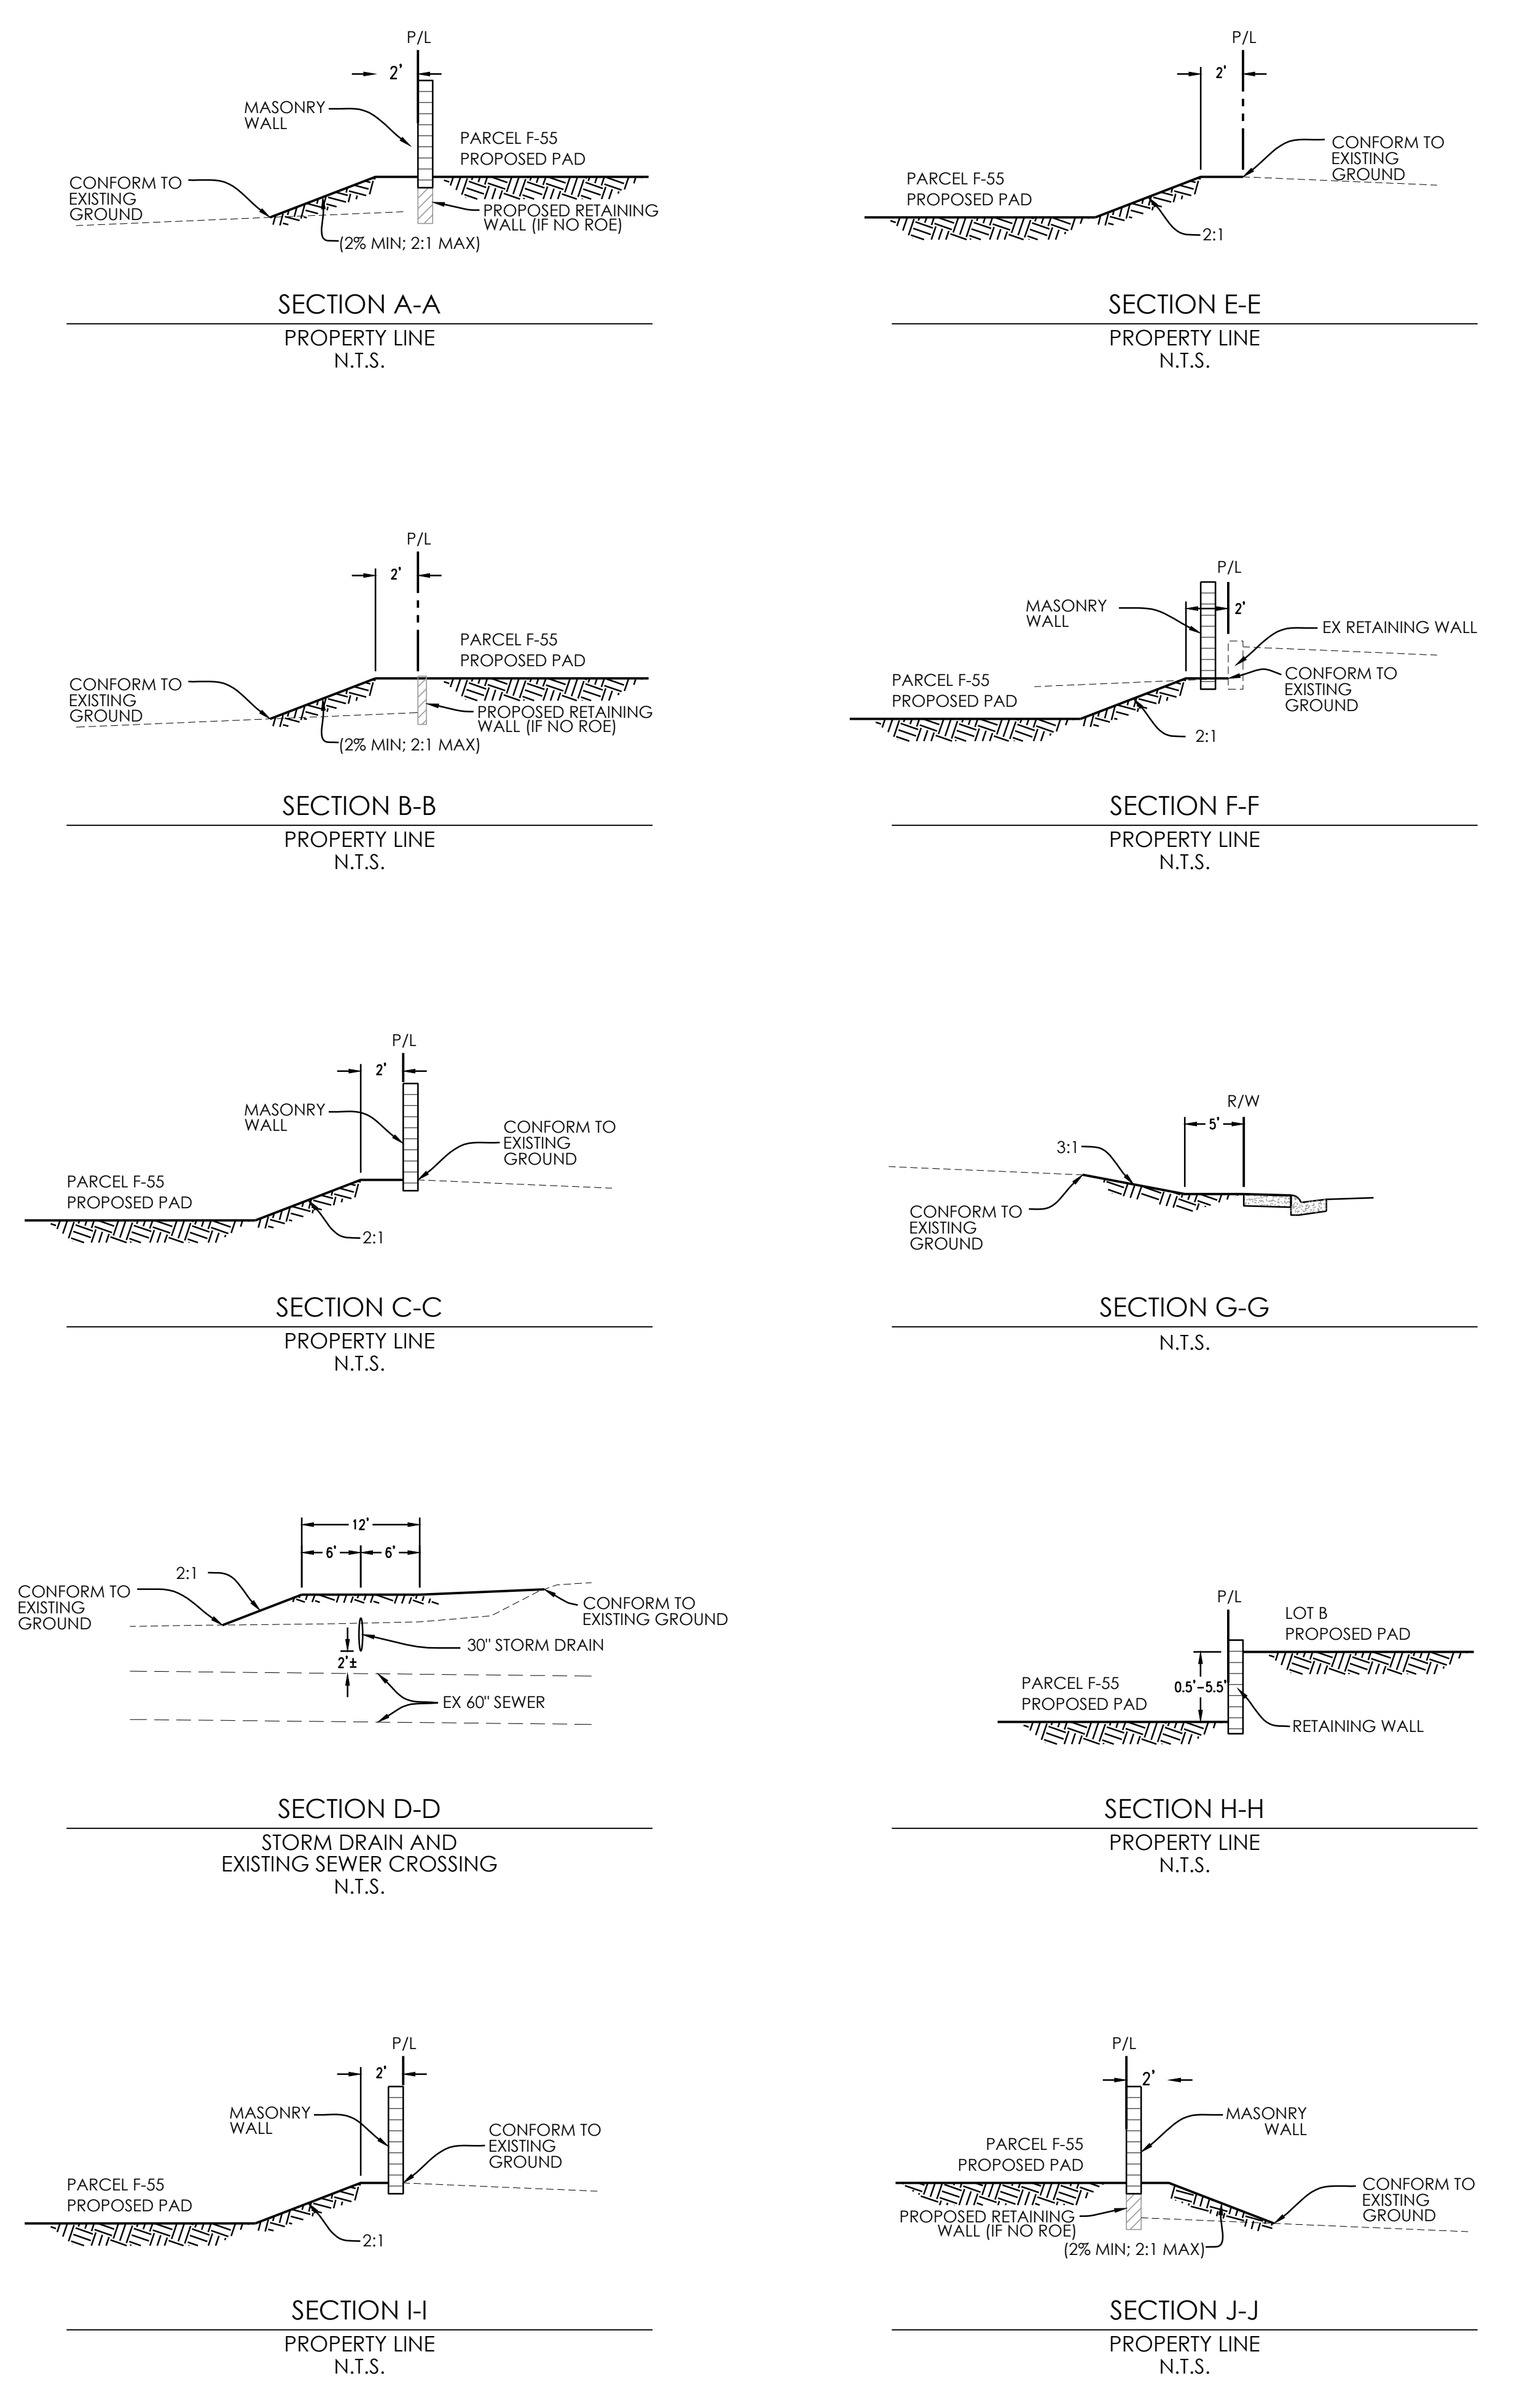 P/L
2'
MASONRY
WALL
PARCEL F-55
PROPOSED PAD
CONFORM TO
EXISTING
GROUND
PROPOSED RETAINING
WALL (IF NO ROE)
(2% MIN; 2:1 MAX)
SECTION A-A
PROPERTY LINE
N.T.S.
P/L
2'
CONFORM TO
EXISTING
GROUND
PARCEL F-55
PROPOSED PAD
2:1
SECTION E-E
PROPERTY LINE
N.T.S.
P/L
2'
PARCEL F-55
PROPOSED PAD
CONFORM TO
EXISTING
GROUND
PROPOSED RETAINING
WALL (IF NO ROE)
(2% MIN; 2:1 MAX)
SECTION B-B
PROPERTY LINE
N.T.S.
P/L
MASONRY
WALL
2'
EX RETAINING WALL
PARCEL F-55
PROPOSED PAD
CONFORM TO
EXISTING
GROUND
2:1
SECTION F-F
PROPERTY LINE
N.T.S.
P/L
2'
MASONRY
WALL
CONFORM TO
EXISTING
GROUND
PARCEL F-55
PROPOSED PAD
2:1
SECTION C-C
PROPERTY LINE
N.T.S.
R/W
5'
3:1
CONFORM TO
EXISTING
GROUND
SECTION G-G
N.T.S.
12'
6' 6'
2:1
CONFORM TO
EXISTING
GROUND
CONFORM TO
EXISTING GROUND
30" STORM DRAIN
2'±
EX 60" SEWER
SECTION D-D
STORM DRAIN AND
EXISTING SEWER CROSSING
N.T.S.
P/L
LOT B
PROPOSED PAD
PARCEL F-55
PROPOSED PAD
0.5'-5.5'
RETAINING WALL
SECTION H-H
PROPERTY LINE
N.T.S.
P/L
2'
MASONRY
WALL
CONFORM TO
EXISTING
GROUND
PARCEL F-55
PROPOSED PAD
2:1
SECTION I-I
PROPERTY LINE
N.T.S.
P/L
2'
MASONRY
WALL
PARCEL F-55
PROPOSED PAD
CONFORM TO
EXISTING
GROUND
PROPOSED RETAINING
WALL (IF NO ROE)
(2% MIN; 2:1 MAX)
SECTION J-J
PROPERTY LINE
N.T.S.